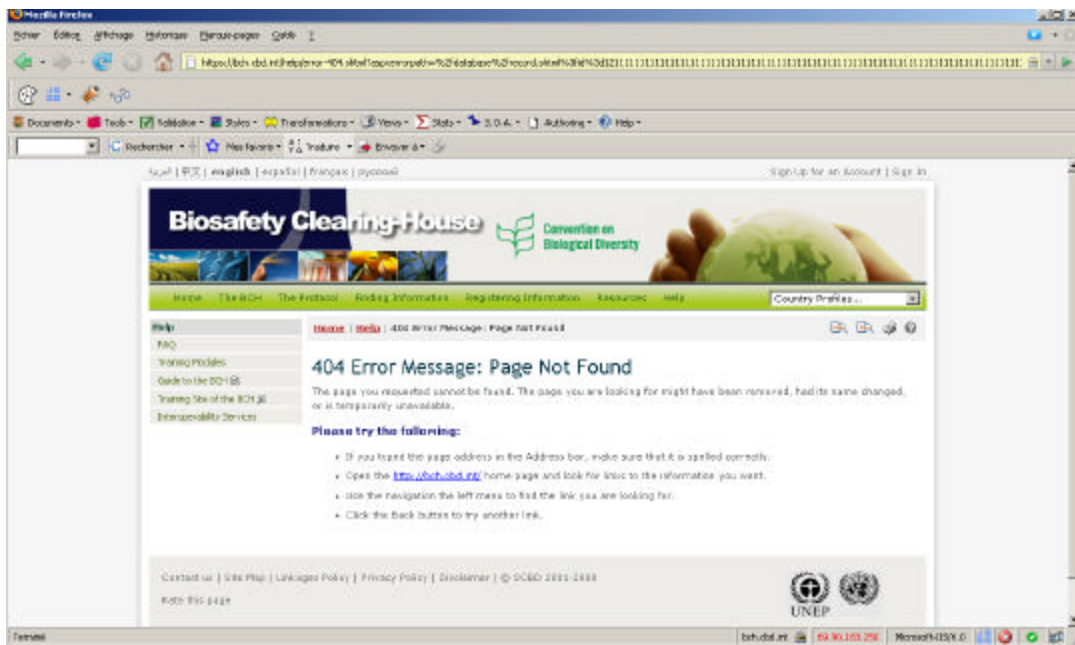 Mozilla Firefox
Édition Affichage Historique Marque-pages Outils ?
Documents Tools Validation Styles Transformations Views Stats S.O.A. Authoring Help
Rechercher Mes favoris Traduire Envoyer à
العربية | 中文 | english | español | français | русский
Sign Up for an Account | Sign in
Biosafety Clearing-House
Convention on
Biological Diversity
Home The BCH The Protocol Finding Information Registering Information Resources Help
Country Profiles ...
Help
FAQ
Training Modules
Guide to the BCH
Training Site of the BCH
Interoperability Services
Home | Help | 404 Error Message: Page Not Found
404 Error Message: Page Not Found
The page you requested cannot be found. The page you are looking for might have been removed, had its name changed,
or is temporarily unavailable.
Please try the following:
• If you typed the page address in the Address bar, make sure that it is spelled correctly.
• Open the http://bch.cbd.int/ home page and look for links to the information you want.
• Use the navigation the left menu to find the link you are looking for.
• Click the Back button to try another link.
Contact us | Site Map | Linkages Policy | Privacy Policy | Disclaimer | © SCBD 2001-2008
Rate this page
UNEP
Terminé
bch.cbd.int
Microsoft-IIS/6.0